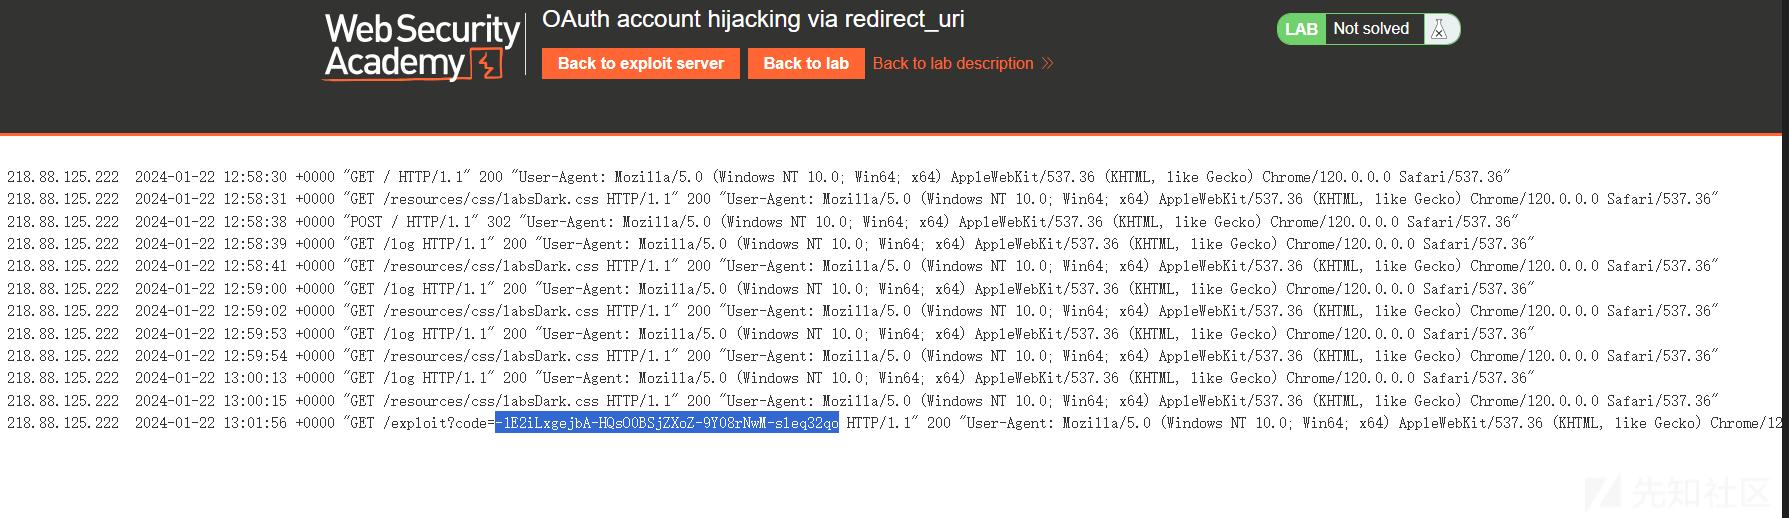 Web Security
Academy
OAuth account hijacking via redirect_uri
Back to exploit server
Back to lab
Back to lab description
LAB
Not solved
218.88.125.222 2024-01-22 12:58:30 +0000 "GET / HTTP/1.1" 200 "User-Agent: Mozilla/5.0 (Windows NT 10.0; Win64; x64) AppleWebKit/537.36 (KHTML, like Gecko) Chrome/120.0.0.0 Safari/537.36"
218.88.125.222 2024-01-22 12:58:31 +0000 "GET /resources/css/labsDark.css HTTP/1.1" 200 "User-Agent: Mozilla/5.0 (Windows NT 10.0; Win64; x64) AppleWebKit/537.36 (KHTML, like Gecko) Chrome/120.0.0.0 Safari/537.36"
218.88.125.222 2024-01-22 12:58:38 +0000 "POST / HTTP/1.1" 302 "User-Agent: Mozilla/5.0 (Windows NT 10.0; Win64; x64) AppleWebKit/537.36 (KHTML, like Gecko) Chrome/120.0.0.0 Safari/537.36"
218.88.125.222 2024-01-22 12:58:39 +0000 "GET /log HTTP/1.1" 200 "User-Agent: Mozilla/5.0 (Windows NT 10.0; Win64; x64) AppleWebKit/537.36 (KHTML, like Gecko) Chrome/120.0.0.0 Safari/537.36"
218.88.125.222 2024-01-22 12:58:41 +0000 "GET /resources/css/labsDark.css HTTP/1.1" 200 "User-Agent: Mozilla/5.0 (Windows NT 10.0; Win64; x64) AppleWebKit/537.36 (KHTML, like Gecko) Chrome/120.0.0.0 Safari/537.36"
218.88.125.222 2024-01-22 12:59:00 +0000 "GET /log HTTP/1.1" 200 "User-Agent: Mozilla/5.0 (Windows NT 10.0; Win64; x64) AppleWebKit/537.36 (KHTML, like Gecko) Chrome/120.0.0.0 Safari/537.36"
218.88.125.222 2024-01-22 12:59:02 +0000 "GET /resources/css/labsDark.css HTTP/1.1" 200 "User-Agent: Mozilla/5.0 (Windows NT 10.0; Win64; x64) AppleWebKit/537.36 (KHTML, like Gecko) Chrome/120.0.0.0 Safari/537.36"
218.88.125.222 2024-01-22 12:59:53 +0000 "GET /log HTTP/1.1" 200 "User-Agent: Mozilla/5.0 (Windows NT 10.0; Win64; x64) AppleWebKit/537.36 (KHTML, like Gecko) Chrome/120.0.0.0 Safari/537.36"
218.88.125.222 2024-01-22 12:59:54 +0000 "GET /resources/css/labsDark.css HTTP/1.1" 200 "User-Agent: Mozilla/5.0 (Windows NT 10.0; Win64; x64) AppleWebKit/537.36 (KHTML, like Gecko) Chrome/120.0.0.0 Safari/537.36"
218.88.125.222 2024-01-22 13:00:13 +0000 "GET /log HTTP/1.1" 200 "User-Agent: Mozilla/5.0 (Windows NT 10.0; Win64; x64) AppleWebKit/537.36 (KHTML, like Gecko) Chrome/120.0.0.0 Safari/537.36"
218.88.125.222 2024-01-22 13:00:15 +0000 "GET /resources/css/labsDark.css HTTP/1.1" 200 "User-Agent: Mozilla/5.0 (Windows NT 10.0; Win64; x64) AppleWebKit/537.36 (KHTML, like Gecko) Chrome/120.0.0.0 Safari/537.36"
218.88.125.222 2024-01-22 13:01:56 +0000 "GET /exploit?code=-1E2iLxgejbA-HQsO0BSjZXoZ-9Y08rNwM-sleq32qo HTTP/1.1" 200 "User-Agent: Mozilla/5.0 (Windows NT 10.0; Win64; x64) AppleWebKit/537.36 (KHTML, like Gecko) Chrome/12
先知社区